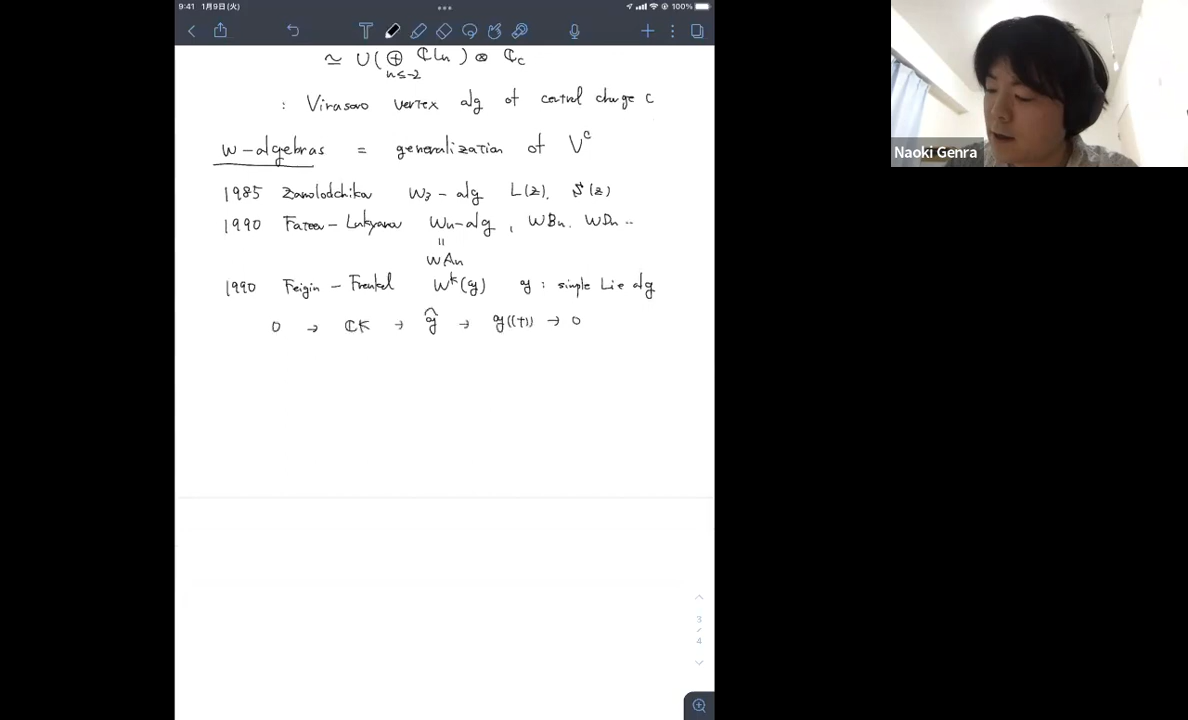 9:41 1月9日(火) 100%
≃ U( ⊕ ℂLn ) ⊗ ℂc
n≤-2
: Virasoro vertex alg of central charge c
W-algebras = generalization of V^c
1985 Zamolodchikov W3-alg L(z), S(z)
1990 Fateev-Lukyanov Wn-alg, WBn, WDn ..
=
WAn
1990 Feigin-Frenkel W^k(g) g : simple Lie alg
0 → ℂK → ĝ → g((t)) → 0
3
/
4
Naoki Genra